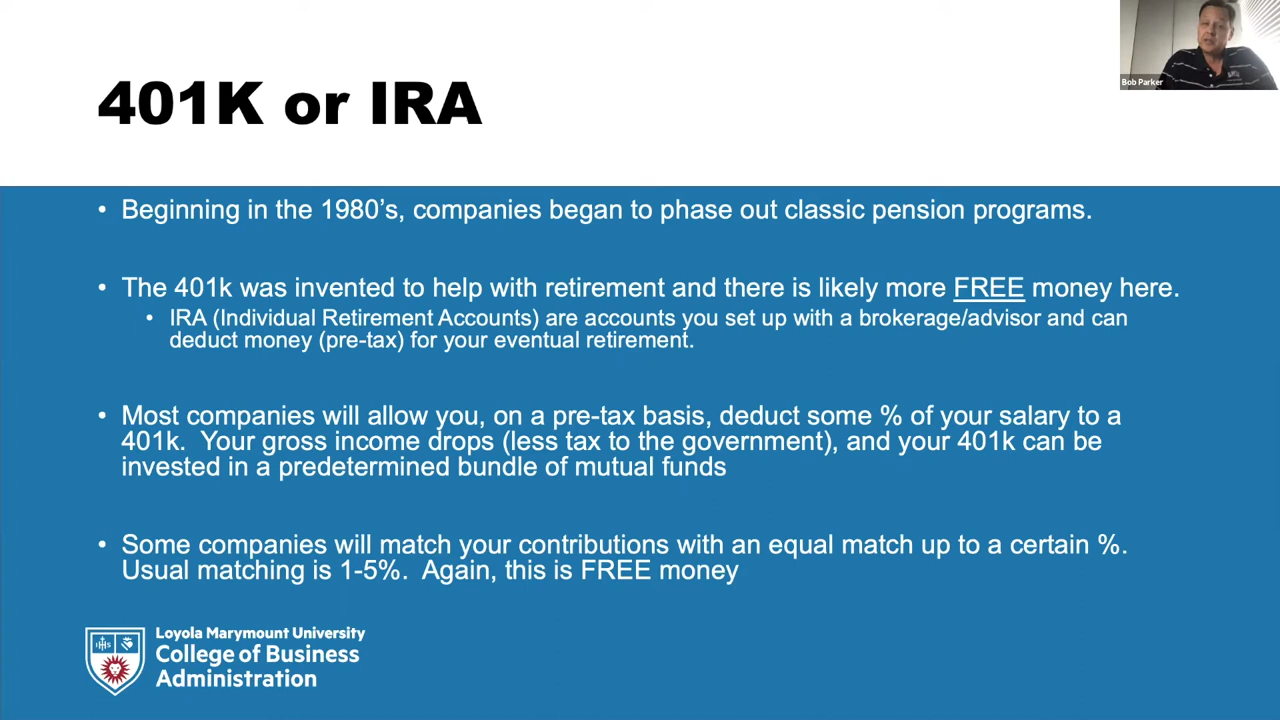 Bob Parker
401K or IRA
• Beginning in the 1980's, companies began to phase out classic pension programs.
• The 401k was invented to help with retirement and there is likely more FREE money here.
• IRA (Individual Retirement Accounts) are accounts you set up with a brokerage/advisor and can
deduct money (pre-tax) for your eventual retirement.
• Most companies will allow you, on a pre-tax basis, deduct some % of your salary to a
401k. Your gross income drops (less tax to the government), and your 401k can be
invested in a predetermined bundle of mutual funds
• Some companies will match your contributions with an equal match up to a certain %.
Usual matching is 1-5%. Again, this is FREE money
IHS
Loyola Marymount University
College of Business
Administration